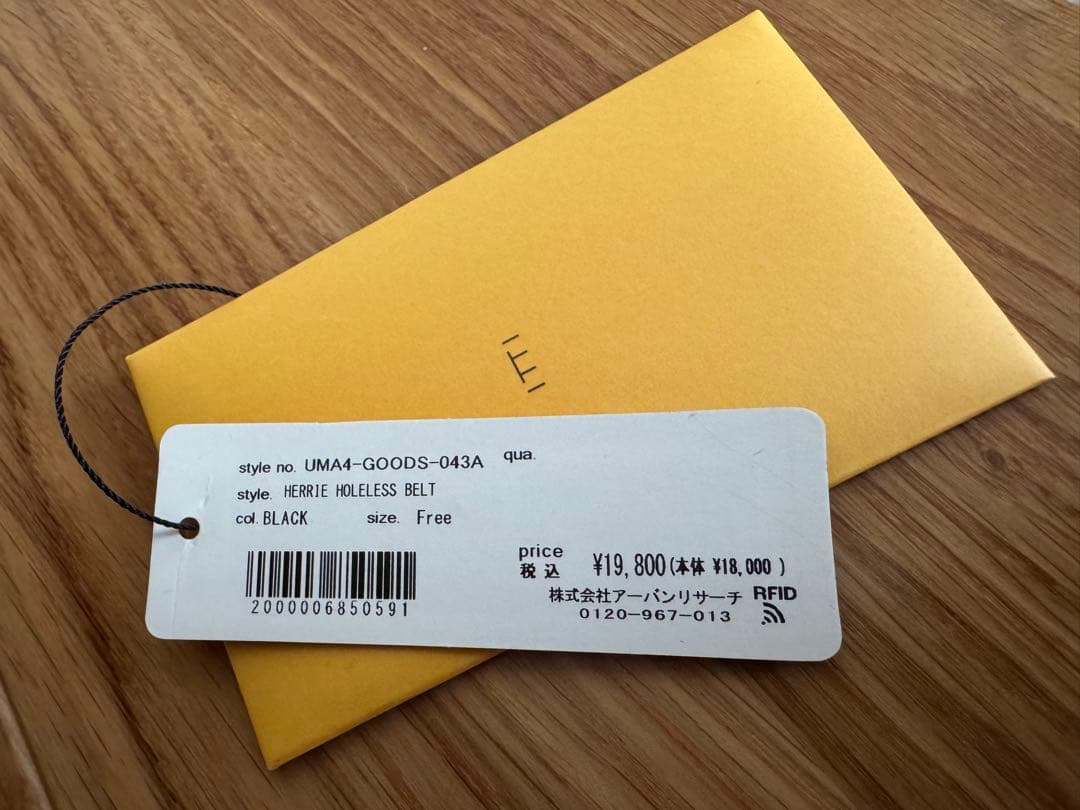 ITTI
style no. UMA4-GOODS-043A qua.
style. HERRIE HOLELESS BELT
col. BLACK size. Free
2000006850591
price
税込 ¥19,800(本体 ¥18,000 )
株式会社アーバンリサーチ RFID
0120-967-013